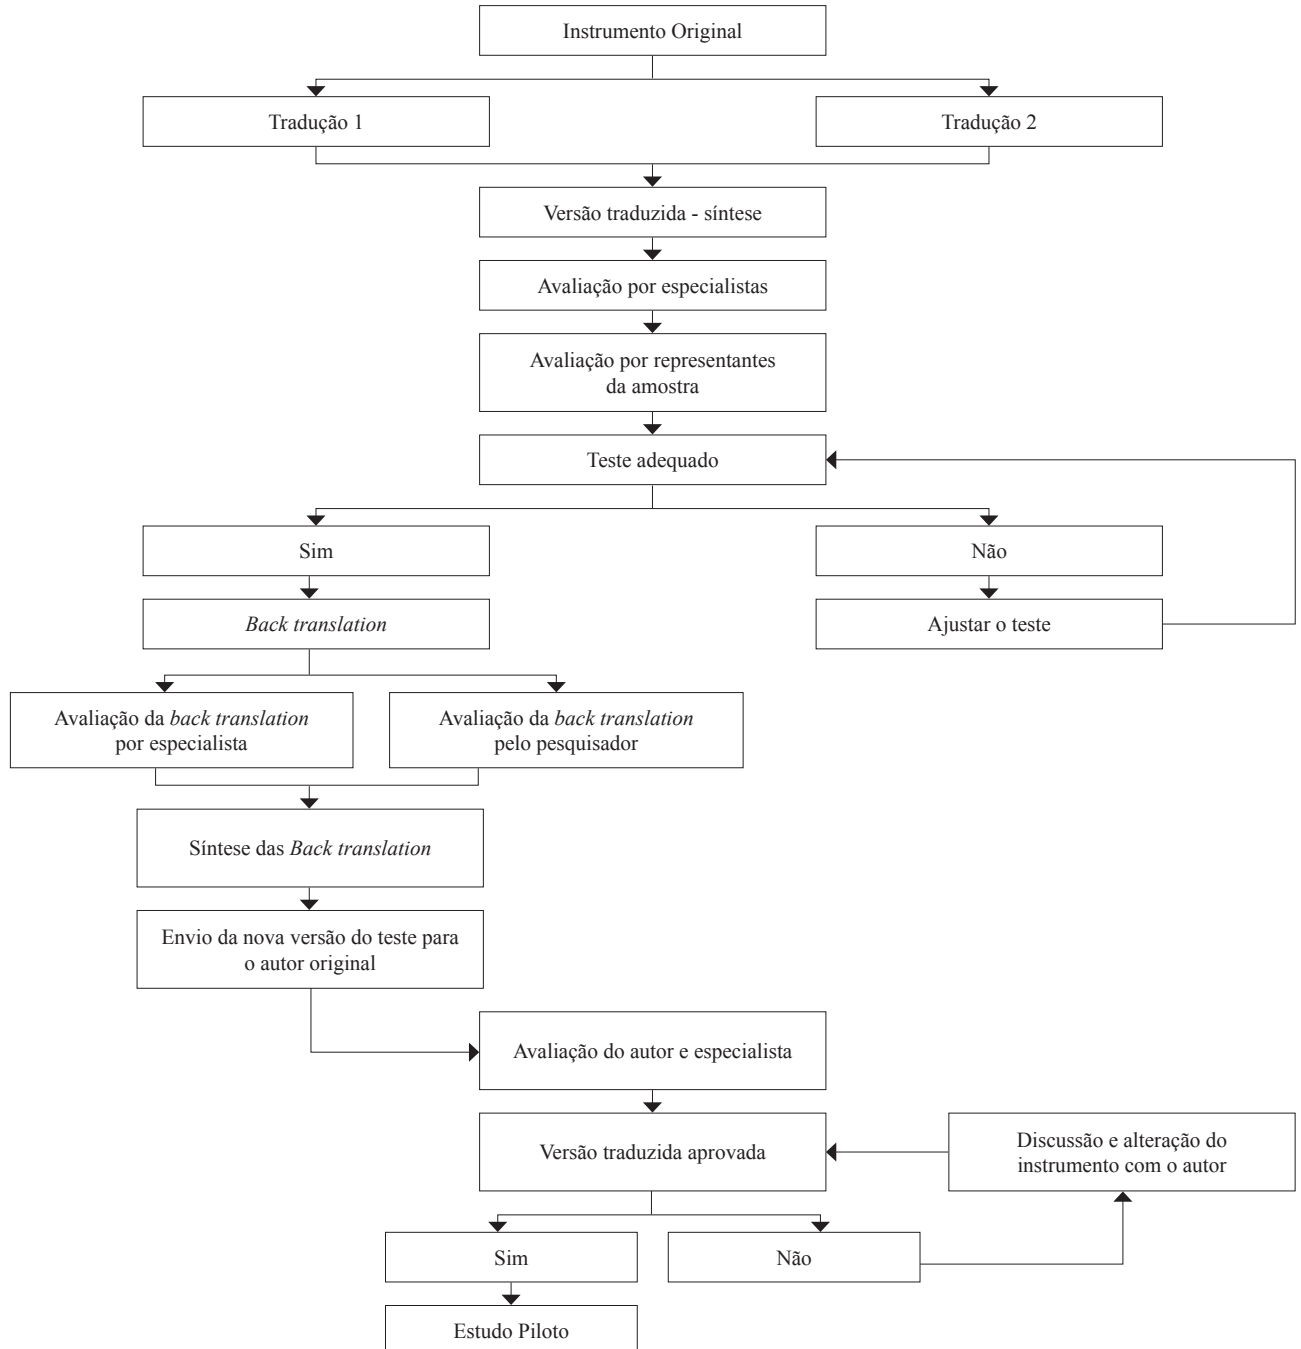 Instrumento Original
Tradução 1
Tradução 2
Versão traduzida - síntese
Avaliação por especialistas
Avaliação por representantes
da amostra
Teste adequado
Sim
Não
Back translation
Ajustar o teste
Avaliação da back translation
por especialista
Avaliação da back translation
pelo pesquisador
Síntese das Back translation
Envio da nova versão do teste para
o autor original
Avaliação do autor e especialista
Versão traduzida aprovada
Discussão e alteração do
instrumento com o autor
Sim
Não
Estudo Piloto